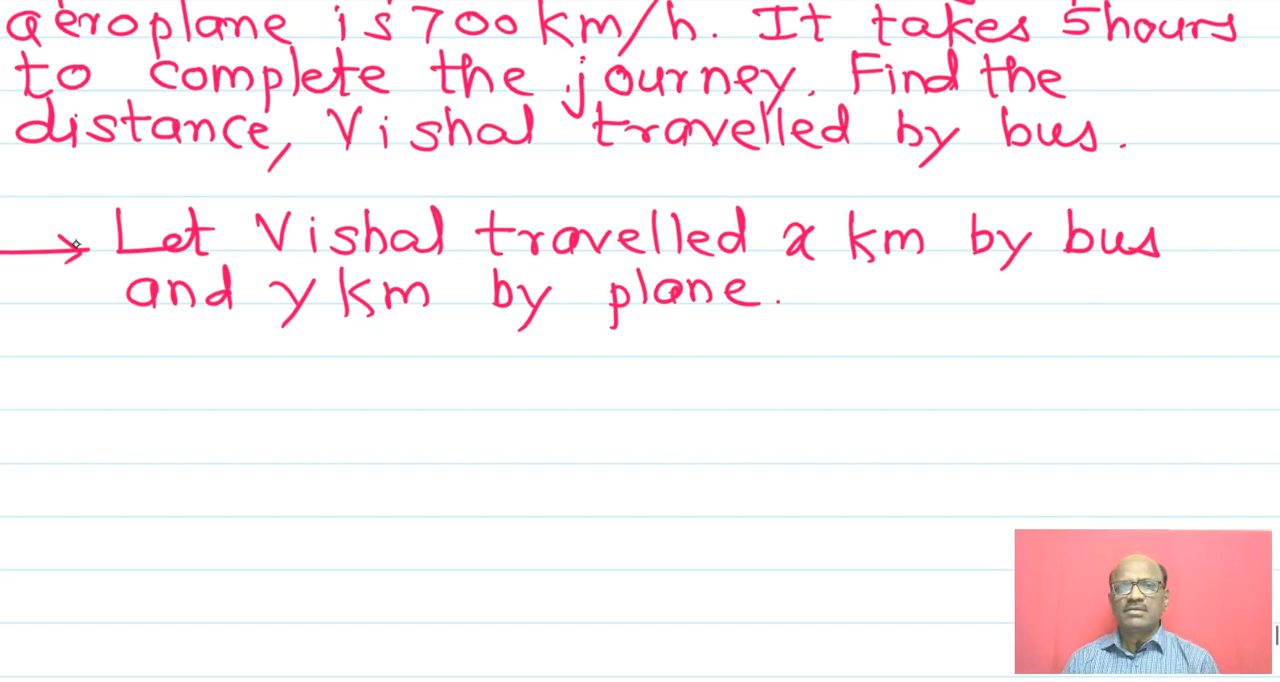 aeroplane is 700 km/h. It takes 5 hours
to complete the journey. Find the
distance, Vishal travelled by bus.
→ Let Vishal travelled x km by bus
and y km by plane.